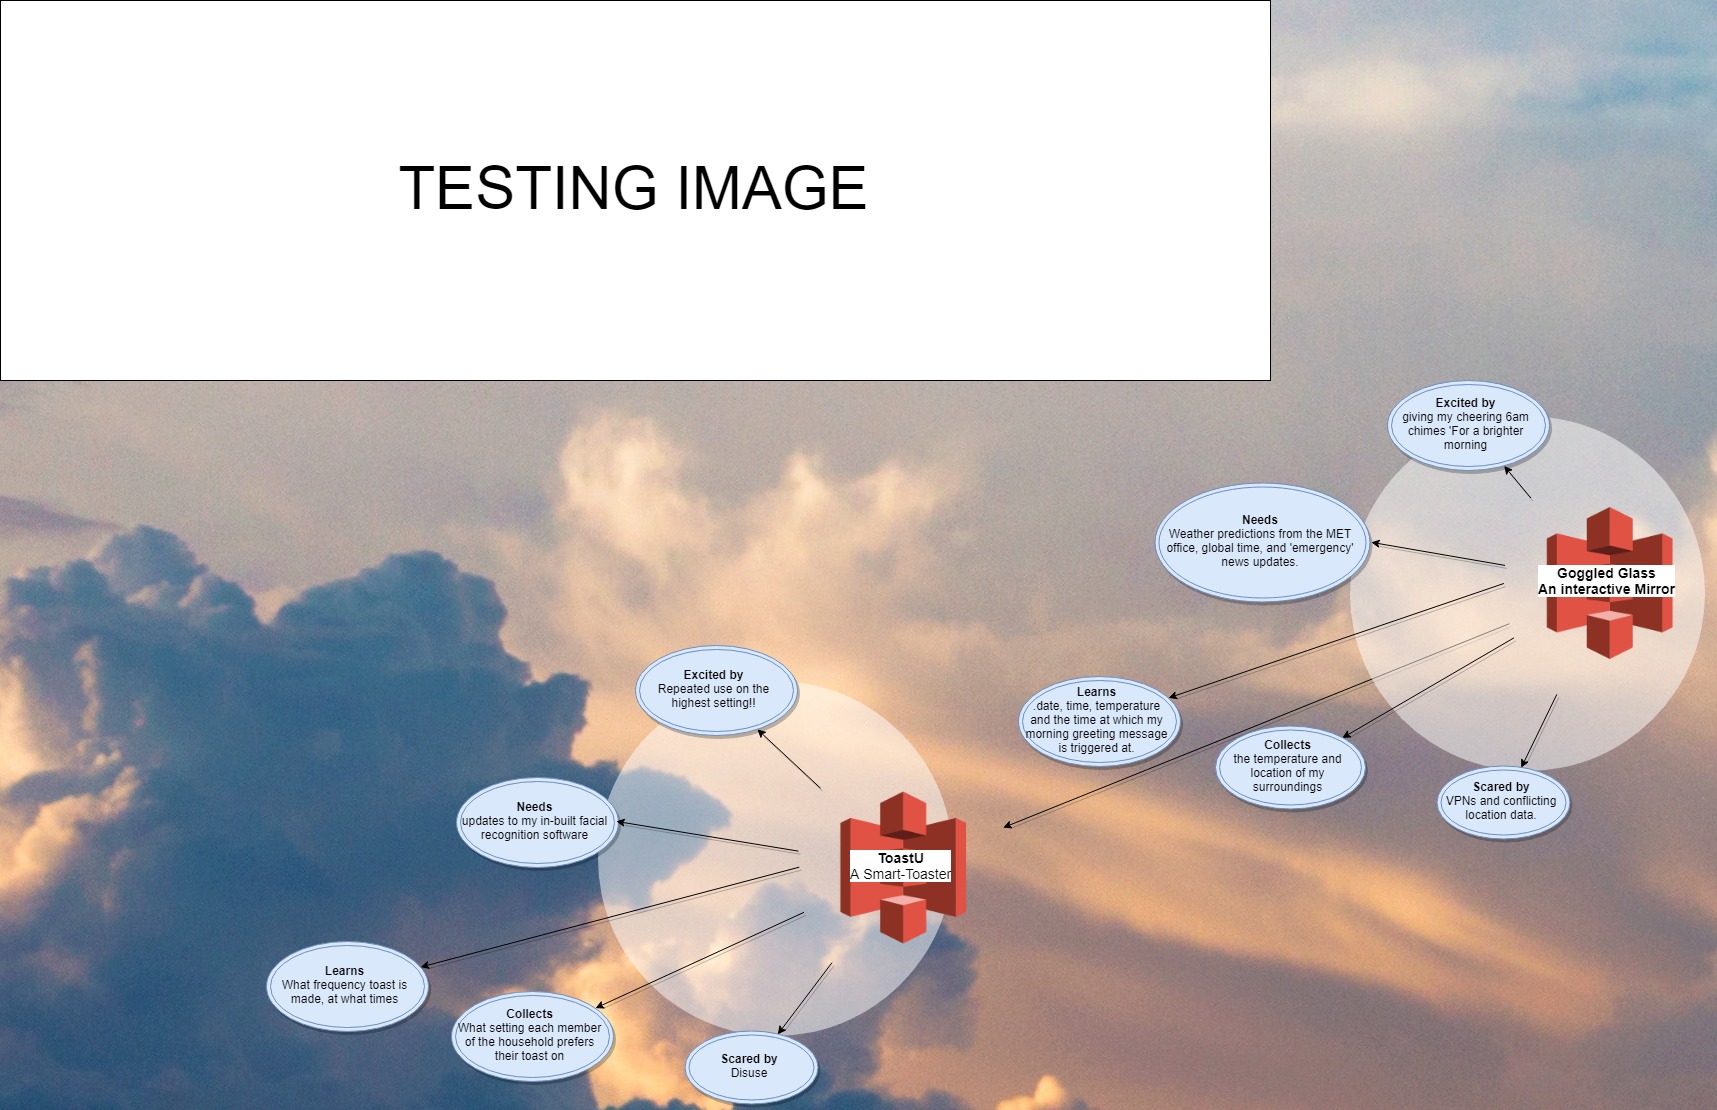 TESTING IMAGE
Excited by
giving my cheering 6am
chimes 'For a brighter
morning
Needs
Weather predictions from the MET
office, global time, and 'emergency'
news updates.
Goggled Glass
An interactive Mirror
Learns
.date, time, temperature
and the time at which my
morning greeting message
is triggered at.
Collects
the temperature and
location of my
surroundings
Scared by
VPNs and conflicting
location data.
Excited by
Repeated use on the
highest setting!!
Needs
updates to my in-built facial
recognition software
ToastU
A Smart-Toaster
Learns
What frequency toast is
made, at what times
Collects
What setting each member
of the household prefers
their toast on
Scared by
Disuse